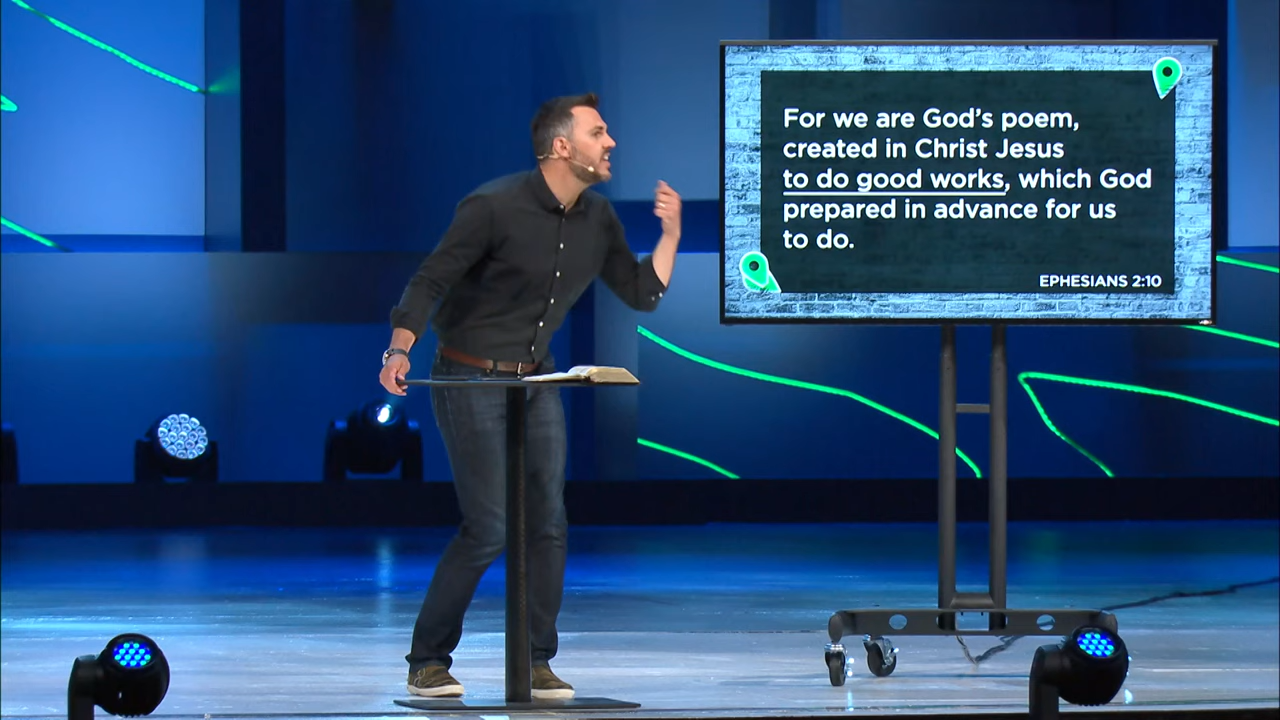 For we are God's poem,
created in Christ Jesus
to do good works, which God
prepared in advance for us
to do.
EPHESIANS 2:10